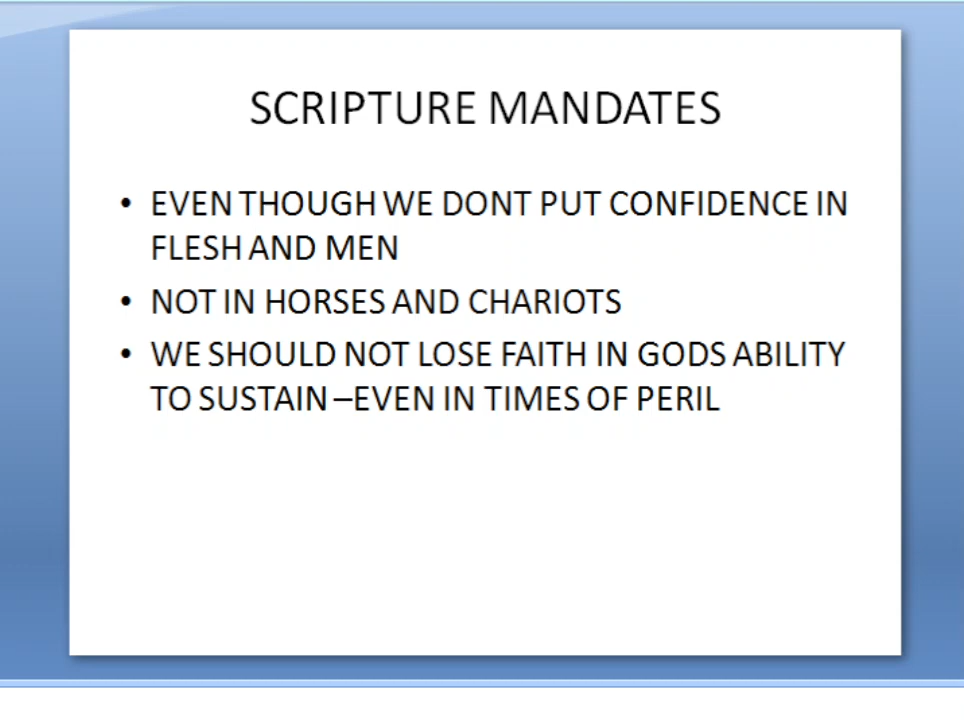 SCRIPTURE MANDATES
• EVEN THOUGH WE DONT PUT CONFIDENCE IN
FLESH AND MEN
• NOT IN HORSES AND CHARIOTS
• WE SHOULD NOT LOSE FAITH IN GODS ABILITY
TO SUSTAIN –EVEN IN TIMES OF PERIL